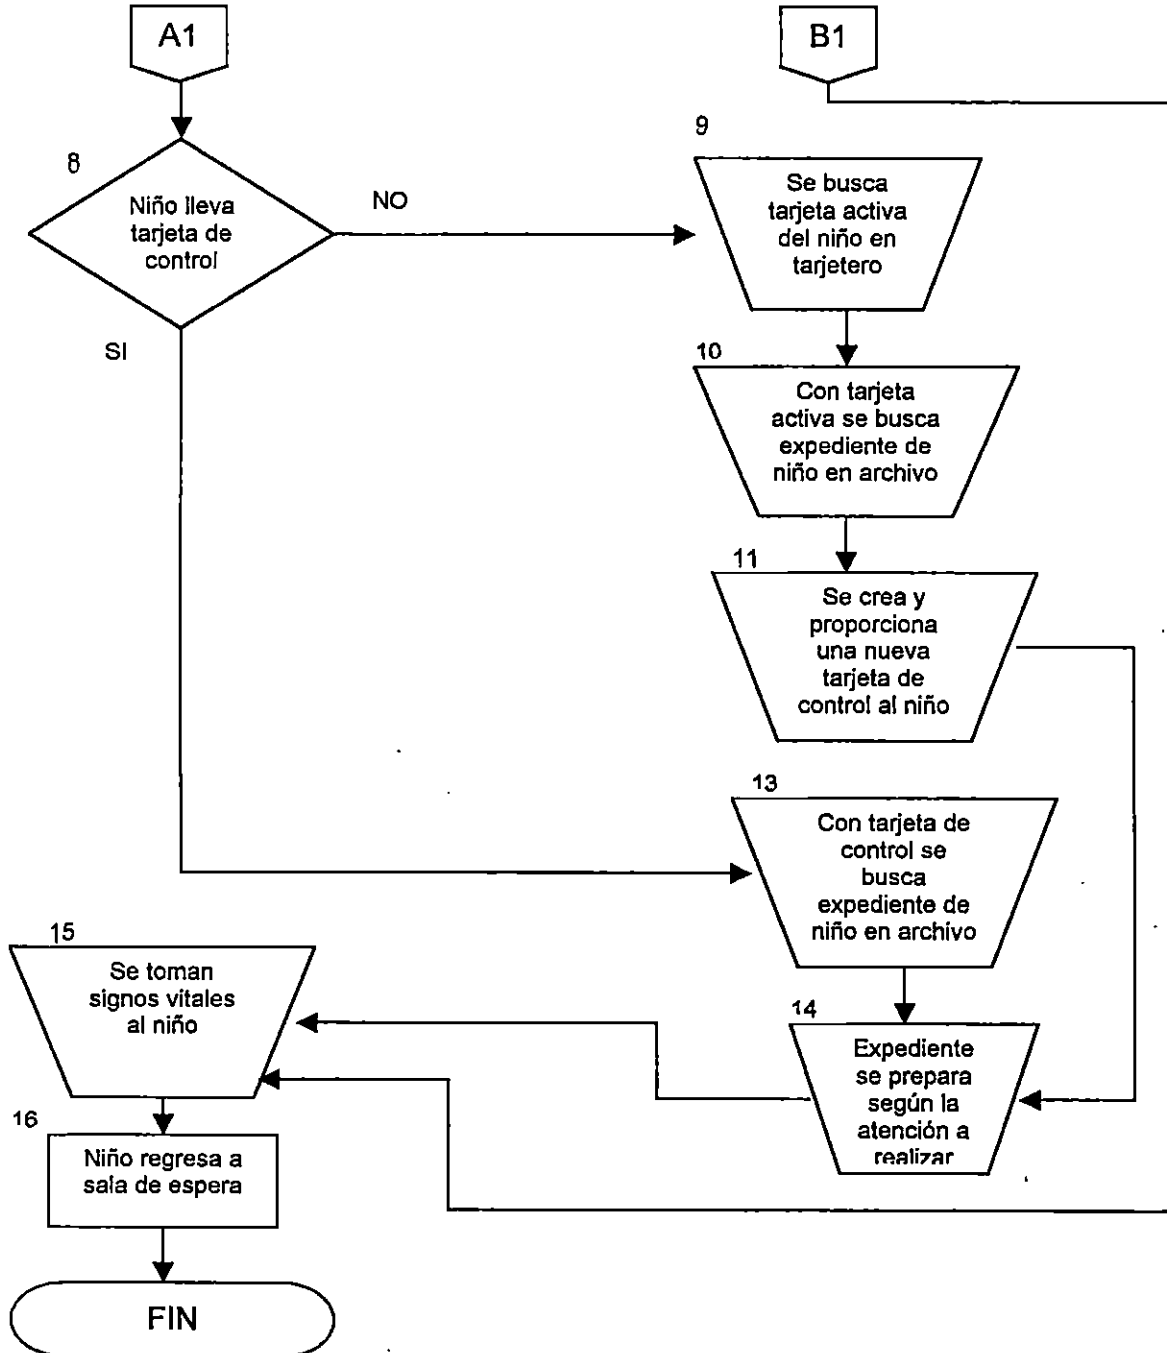 A1
B1
8
Niño lleva
tarjeta de
control
NO
SI
9
Se busca
tarjeta activa
del niño en
tarjetero
10
Con tarjeta
activa se busca
expediente de
niño en archivo
11
Se crea y
proporciona
una nueva
tarjeta de
control al niño
13
Con tarjeta de
control se
busca
expediente de
niño en archivo
14
Expediente
se prepara
según la
atención a
realizar
15
Se toman
signos vitales
al niño
16
Niño regresa a
sala de espera
FIN